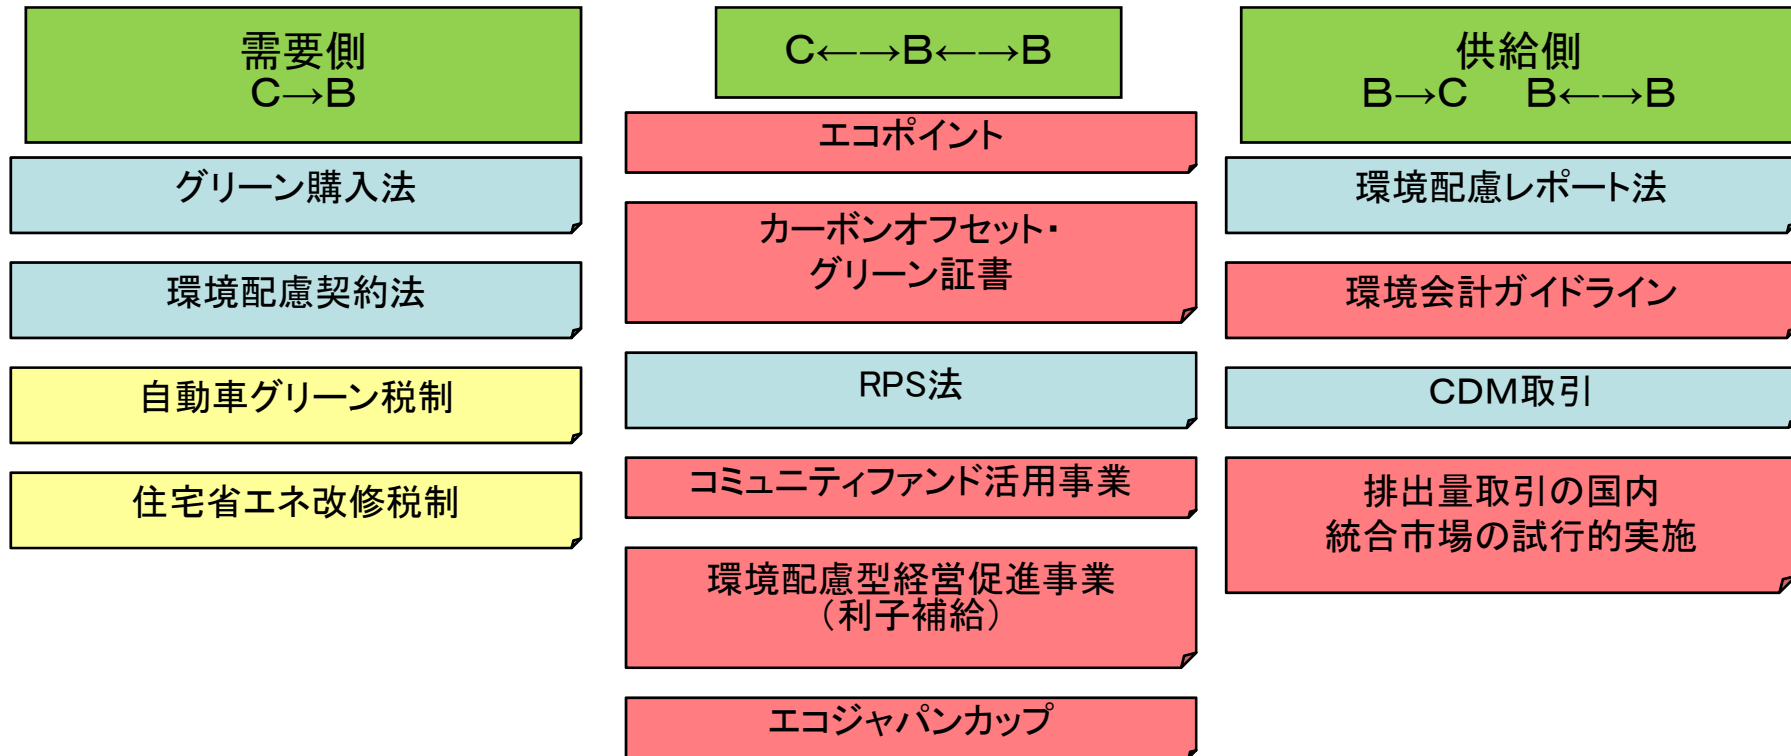 需要側
C→B
グリーン購入法
環境配慮契約法
自動車グリーン税制
住宅省エネ改修税制
C←→B←→B
エコポイント
カーボンオフセット・
グリーン証書
RPS法
コミュニティファンド活用事業
環境配慮型経営促進事業
（利子補給）
エコジャパンカップ
供給側
B→C　B←→B
環境配慮レポート法
環境会計ガイドライン
CDM取引
排出量取引の国内
統合市場の試行的実施